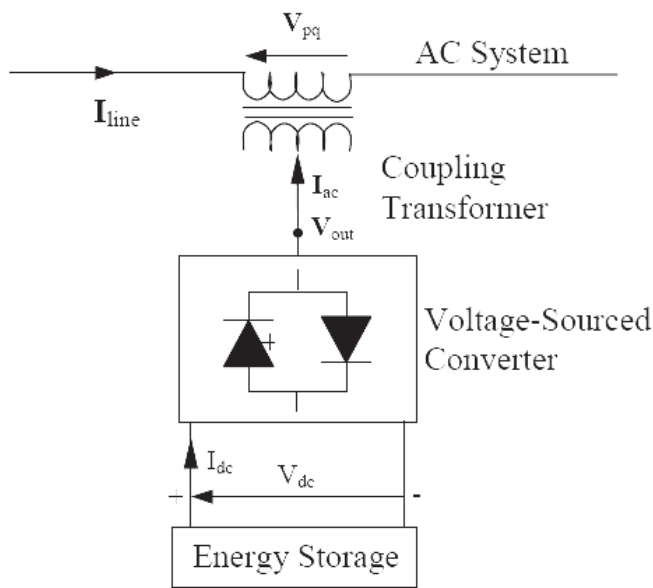 V_pq
AC System
I_line
Coupling
Transformer
I_ac
V_out
Voltage-Sourced
Converter
+
I_dc
V_dc
+
-
Energy Storage